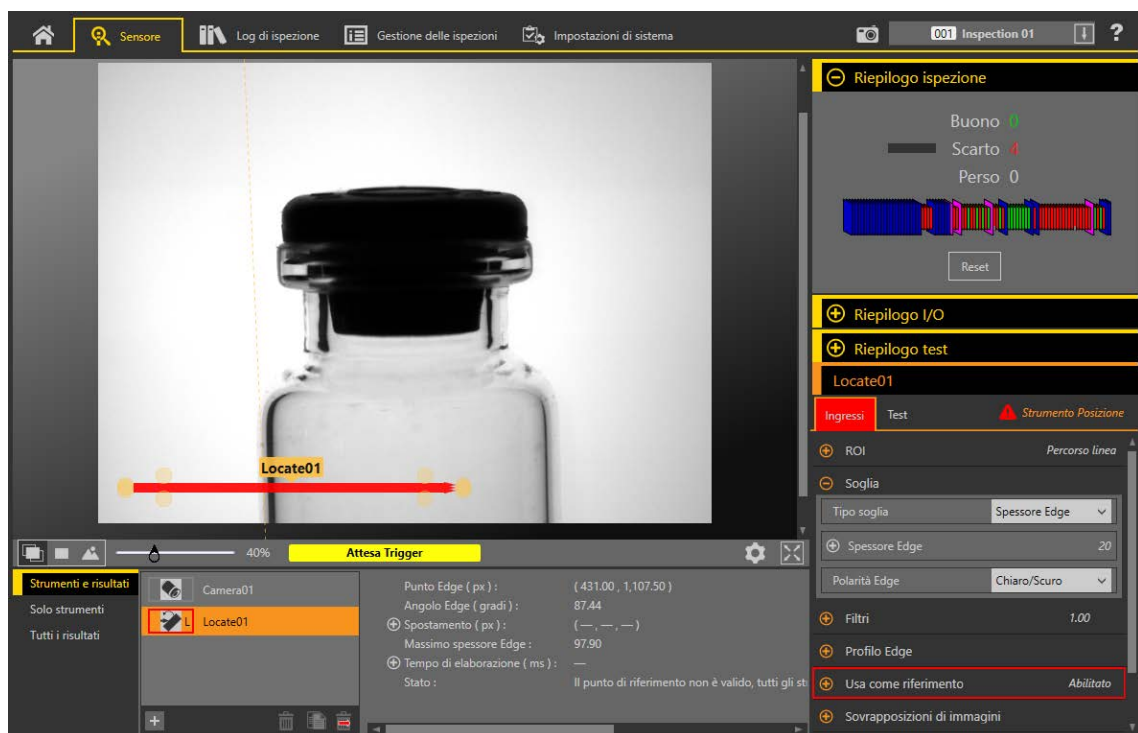 Sensore
Log di ispezione
Gestione delle ispezioni
Impostazioni di sistema
001 Inspection 01
?
Riepilogo ispezione
Buono 0
Scarto 4
Perso 0
Reset
Riepilogo I/O
Riepilogo test
Locate01
Ingressi
Test
Strumento Posizione
ROI
Percorso linea
Soglia
Tipo soglia
Spessore Edge
Spessore Edge
20
Polarità Edge
Chiaro/Scuro
Filtri
1.00
Profilo Edge
Usa come riferimento
Abilitato
Sovrapposizioni di immagini
Locate01
40%
Attesa Trigger
Strumenti e risultati
Solo strumenti
Tutti i risultati
Camera01
L Locate01
Punto Edge ( px ) : ( 431.00 , 1,107.50 )
Angolo Edge ( gradi ) : 87.44
Spostamento ( px ) : ( — , — , — )
Massimo spessore Edge : 97.90
Tempo di elaborazione ( ms ) : —
Stato : Il punto di riferimento non è valido, tutti gli